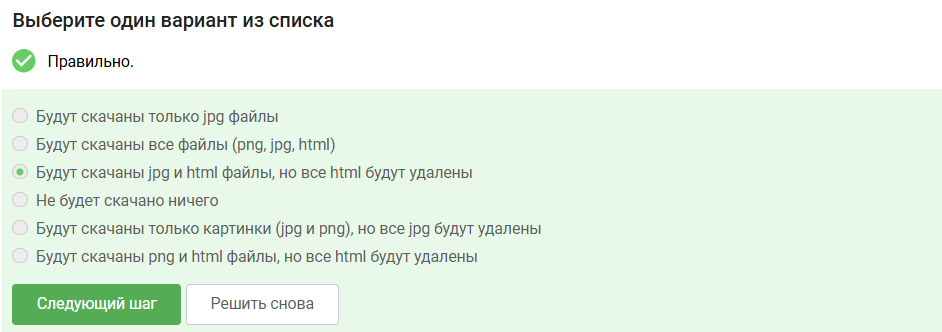 Выберите один вариант из списка
Правильно.
Будут скачаны только jpg файлы
Будут скачаны все файлы (png, jpg, html)
Будут скачаны jpg и html файлы, но все html будут удалены
Не будет скачано ничего
Будут скачаны только картинки (jpg и png), но все jpg будут удалены
Будут скачаны png и html файлы, но все html будут удалены
Следующий шаг Решить снова